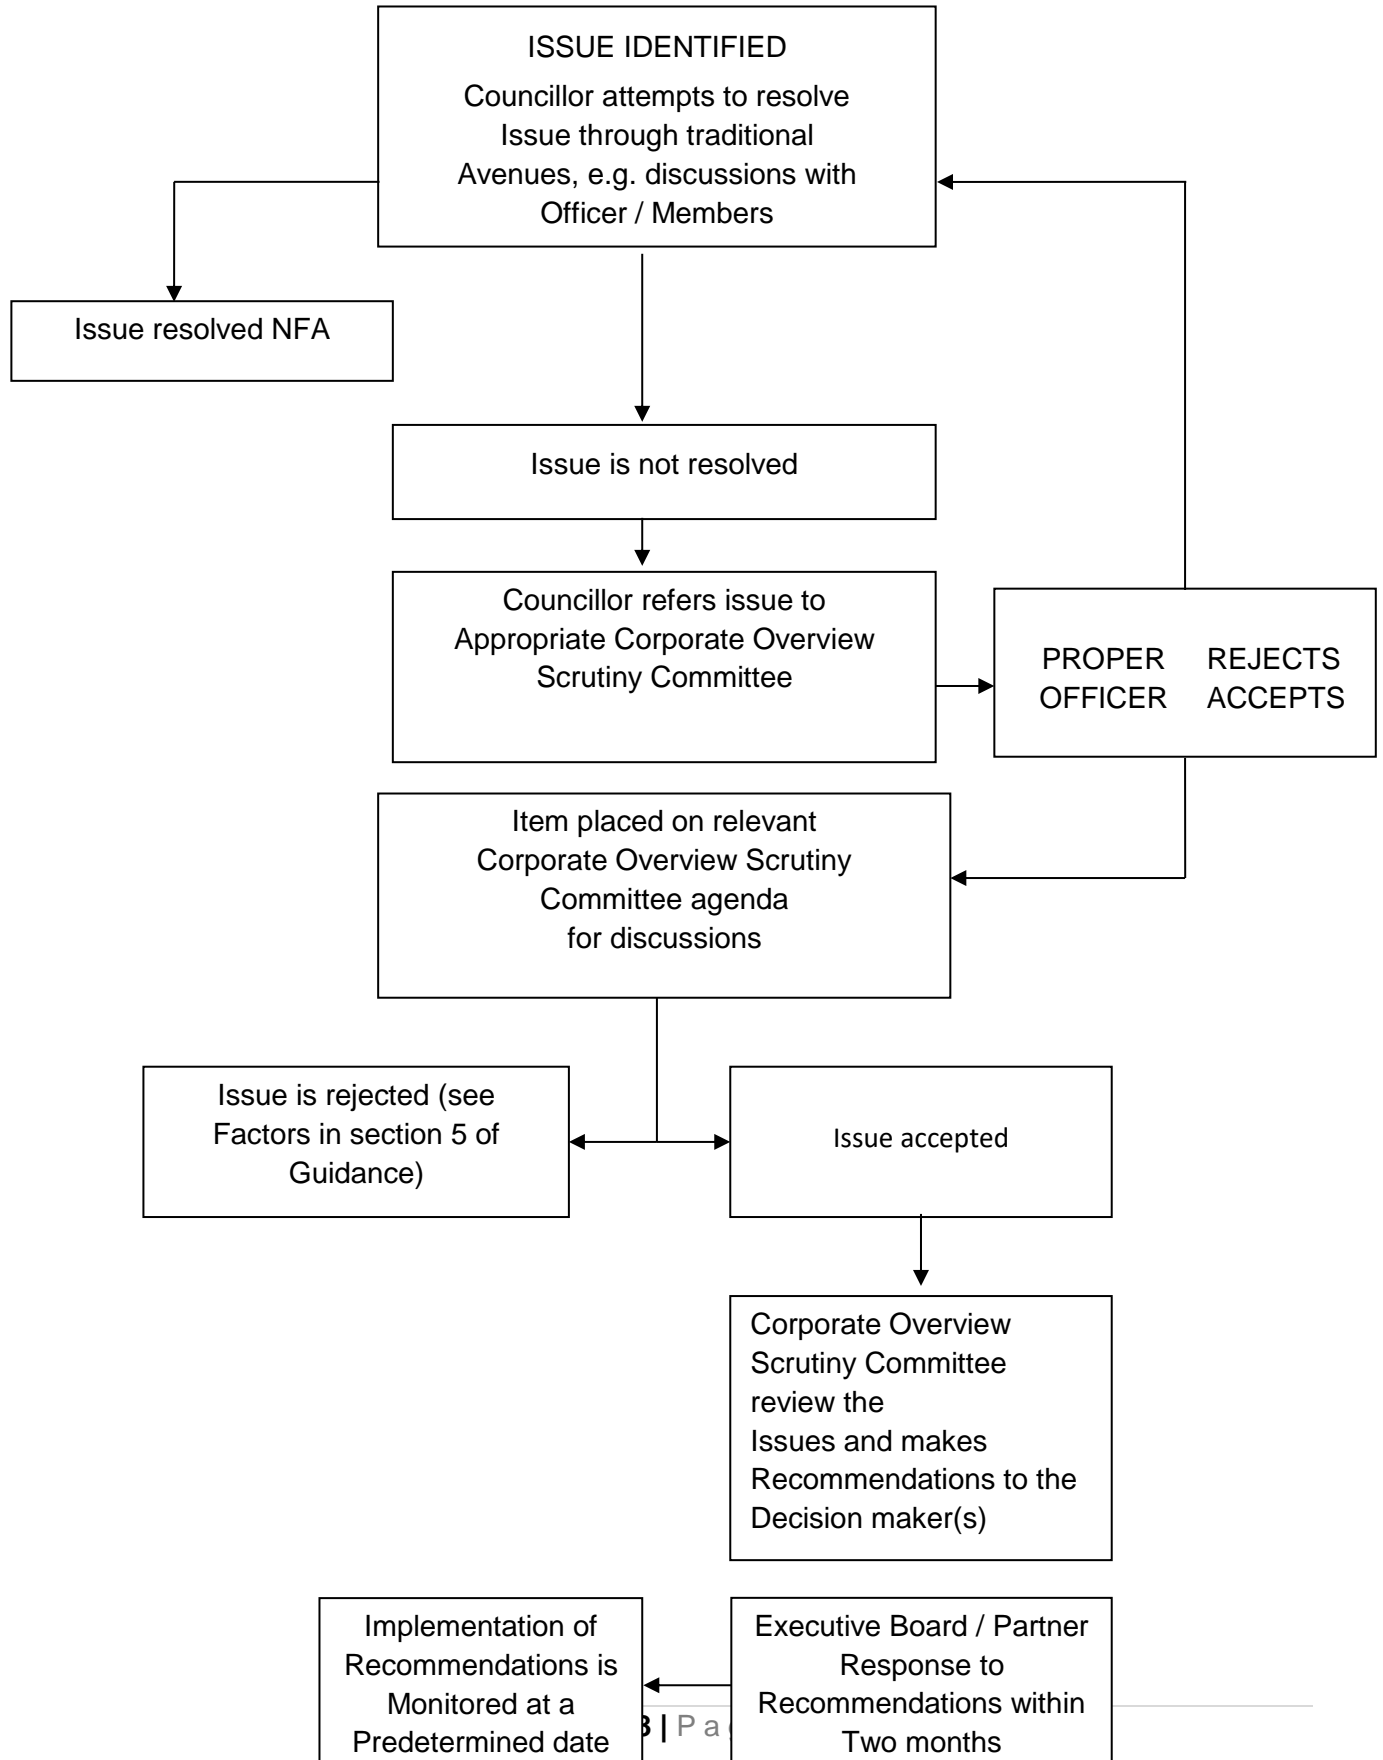 ISSUE IDENTIFIED
Councillor attempts to resolve
Issue through traditional
Avenues, e.g. discussions with
Officer / Members
Issue resolved NFA
Issue is not resolved
Councillor refers issue to
Appropriate Corporate Overview
Scrutiny Committee
PROPER REJECTS
OFFICER ACCEPTS
Item placed on relevant
Corporate Overview Scrutiny
Committee agenda
for discussions
Issue is rejected (see
Factors in section 5 of
Guidance)
Issue accepted
Corporate Overview
Scrutiny Committee
review the
Issues and makes
Recommendations to the
Decision maker(s)
Implementation of
Recommendations is
Monitored at a
Predetermined date
Executive Board / Partner
Response to
Recommendations within
Two months